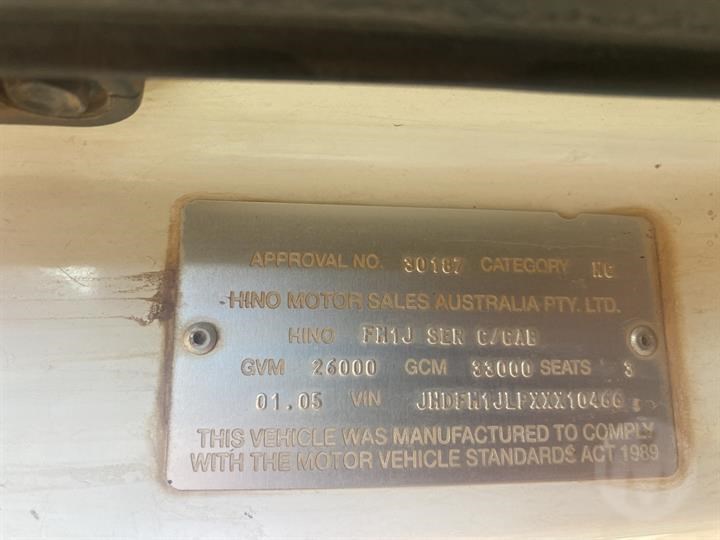 APPROVAL NO. 30187 CATEGORY NC
HINO MOTOR SALES AUSTRALIA PTY. LTD.
HINO FM1J SER C/CAB
GVM 26000 GCM 33000 SEATS 3
01.05 VIN JHDFM1JLPXXX10466
THIS VEHICLE WAS MANUFACTURED TO COMPLY
WITH THE MOTOR VEHICLE STANDARDS ACT 1989